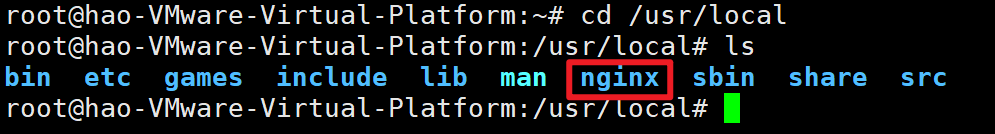 root@hao-VMware-Virtual-Platform:~# cd /usr/local
root@hao-VMware-Virtual-Platform:/usr/local# ls
bin etc games include lib man nginx sbin share src
root@hao-VMware-Virtual-Platform:/usr/local#